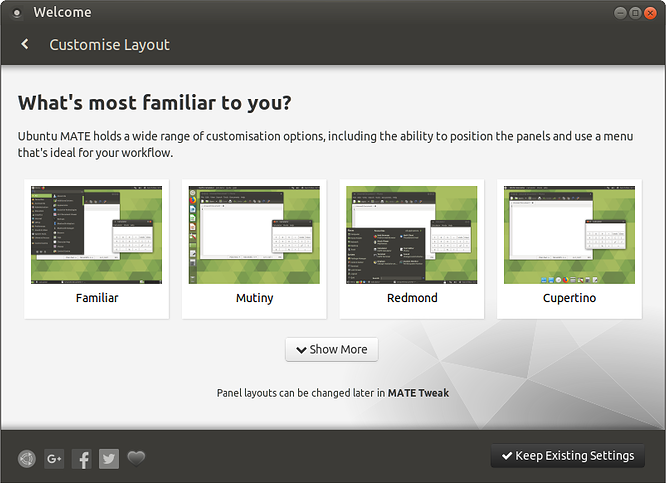 Welcome
Customise Layout
What's most familiar to you?
Ubuntu MATE holds a wide range of customisation options, including the ability to position the panels and use a menu
that's ideal for your workflow.
Familiar
Mutiny
Redmond
Cupertino
Show More
Panel layouts can be changed later in MATE Tweak
Keep Existing Settings